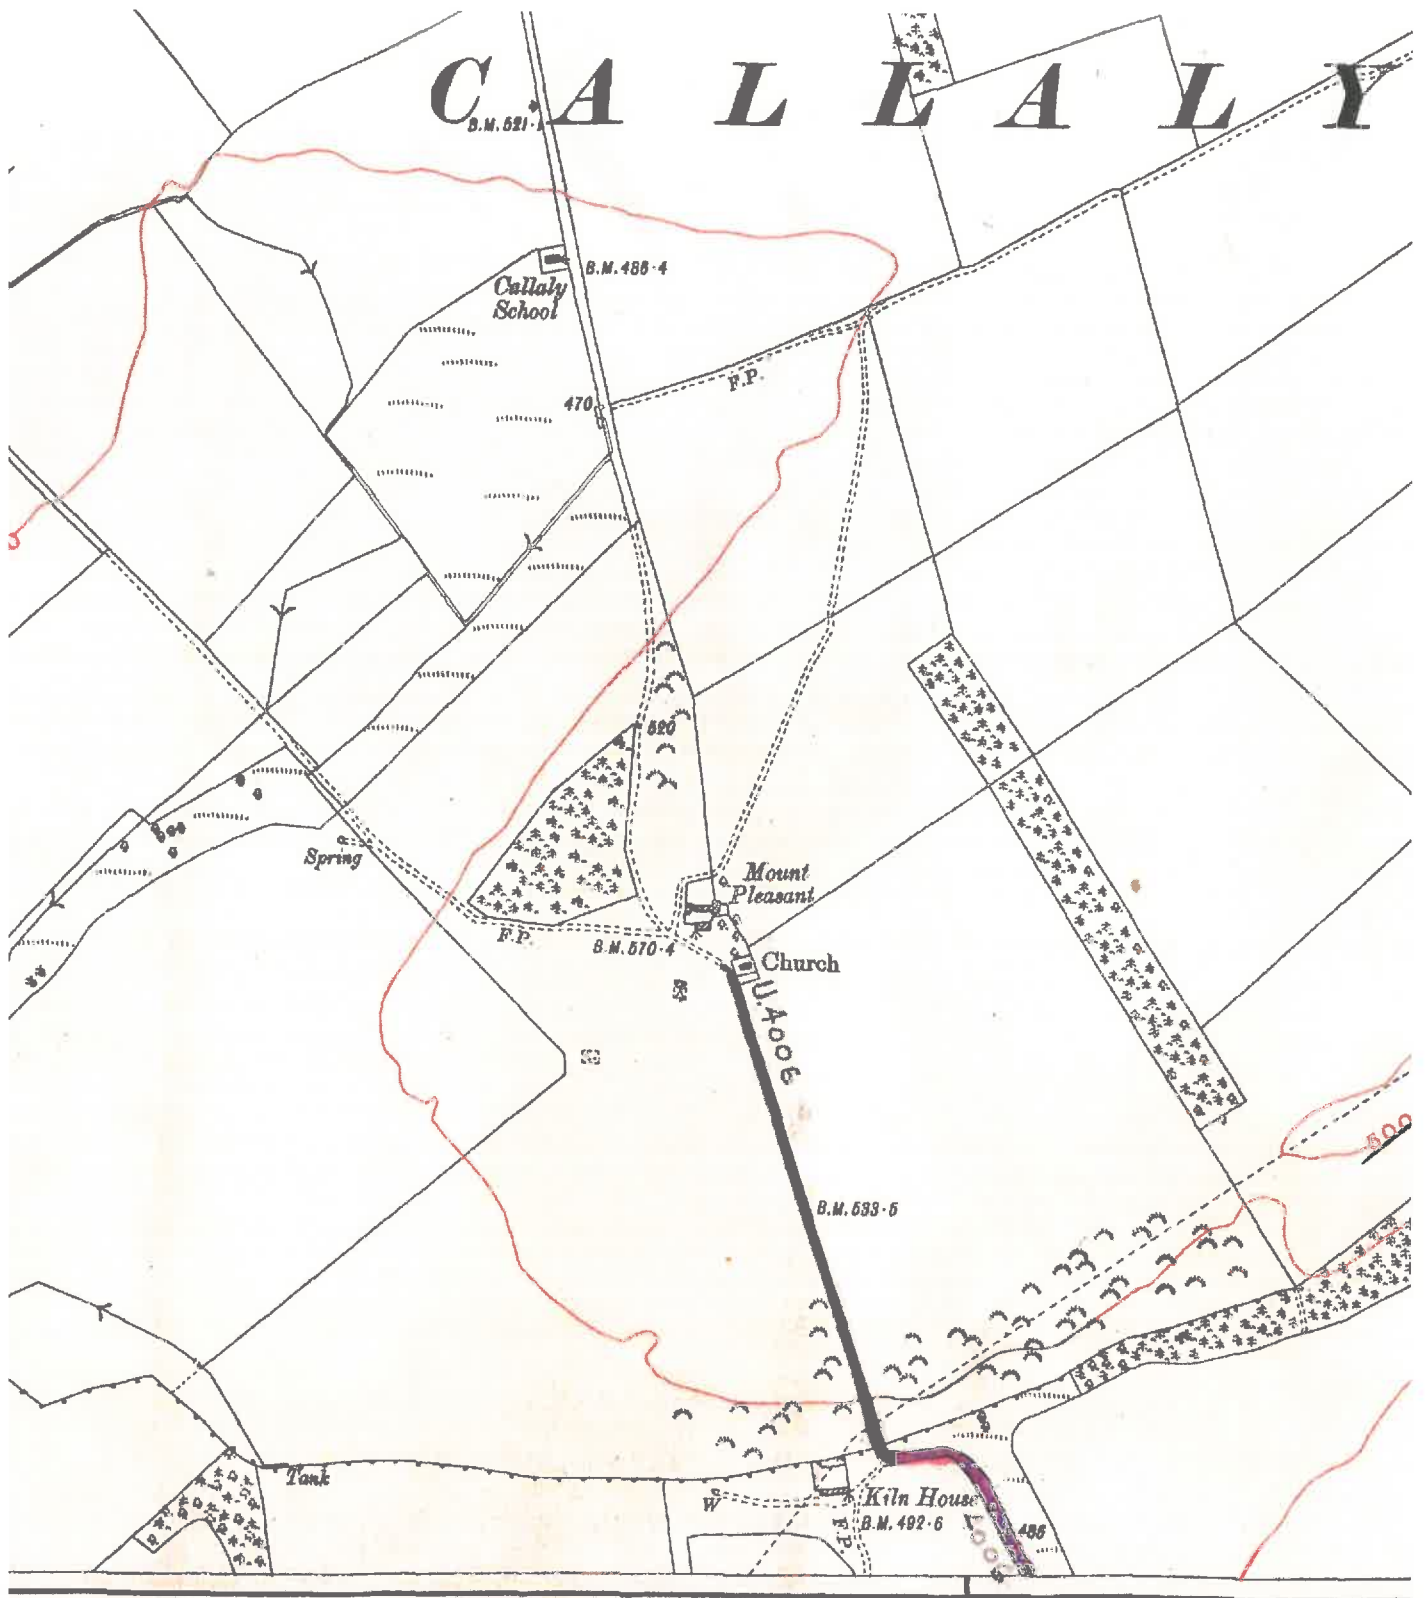 CALLALY
B.M. 521·1
B.M. 486·4
Callaly
School
470
F.P.
520
Spring
Mount
Pleasant
F.P.
B.M. 570·4
Church
U.4006
B.M. 533·5
500
Tank
W
Kiln House
B.M. 492·6
F.P.
486